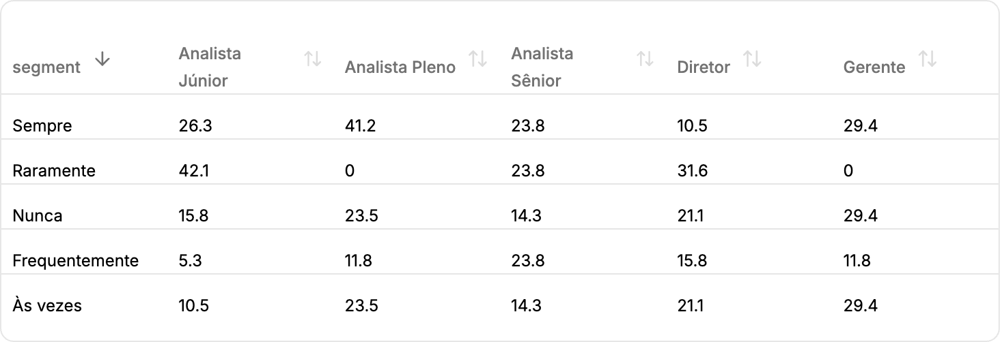 segment Analista Júnior Analista Pleno Analista Sênior Diretor Gerente
Sempre 26.3 41.2 23.8 10.5 29.4
Raramente 42.1 0 23.8 31.6 0
Nunca 15.8 23.5 14.3 21.1 29.4
Frequentemente 5.3 11.8 23.8 15.8 11.8
Às vezes 10.5 23.5 14.3 21.1 29.4